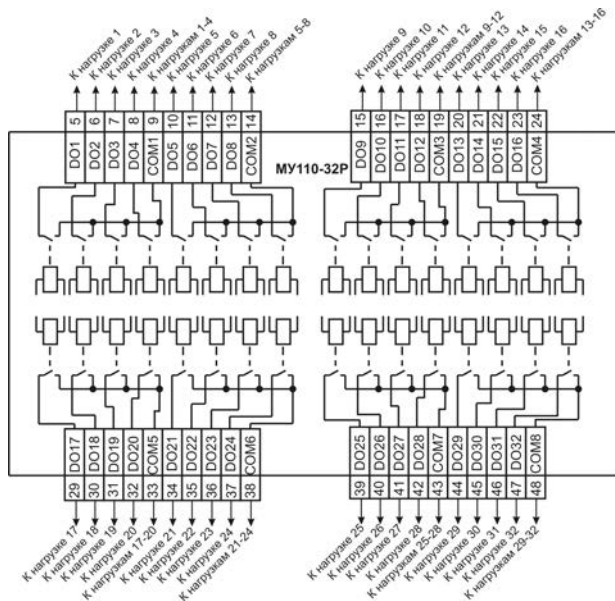 К нагрузке 1
К нагрузке 2
К нагрузке 3
К нагрузке 4
К нагрузкам 1-4
К нагрузке 5
К нагрузке 6
К нагрузке 7
К нагрузке 8
К нагрузкам 5-8
5
6
7
8
9
10
11
12
13
14
DO1
DO2
DO3
DO4
COM1
DO5
DO6
DO7
DO8
COM2
К нагрузке 9
К нагрузке 10
К нагрузке 11
К нагрузке 12
К нагрузкам 9-12
К нагрузке 13
К нагрузке 14
К нагрузке 15
К нагрузке 16
К нагрузкам 13-16
15
16
17
18
19
20
21
22
23
24
DO9
DO10
DO11
DO12
COM3
DO13
DO14
DO15
DO16
COM4
МУ110-32Р
DO17
DO18
DO19
DO20
COM5
DO21
DO22
DO23
DO24
COM6
29
30
31
32
33
34
35
36
37
38
К нагрузке 17
К нагрузке 18
К нагрузке 19
К нагрузке 20
К нагрузкам 17-20
К нагрузке 21
К нагрузке 22
К нагрузке 23
К нагрузке 24
К нагрузкам 21-24
DO25
DO26
DO27
DO28
COM7
DO29
DO30
DO31
DO32
COM8
39
40
41
42
43
44
45
46
47
48
К нагрузке 25
К нагрузке 26
К нагрузке 27
К нагрузке 28
К нагрузкам 25-28
К нагрузке 29
К нагрузке 30
К нагрузке 31
К нагрузке 32
К нагрузкам 29-32